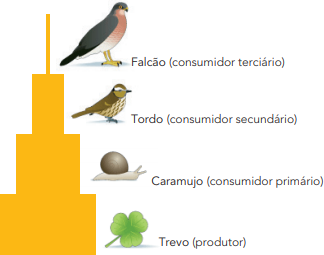 Falcão (consumidor terciário)
Tordo (consumidor secundário)
Caramujo (consumidor primário)
Trevo (produtor)